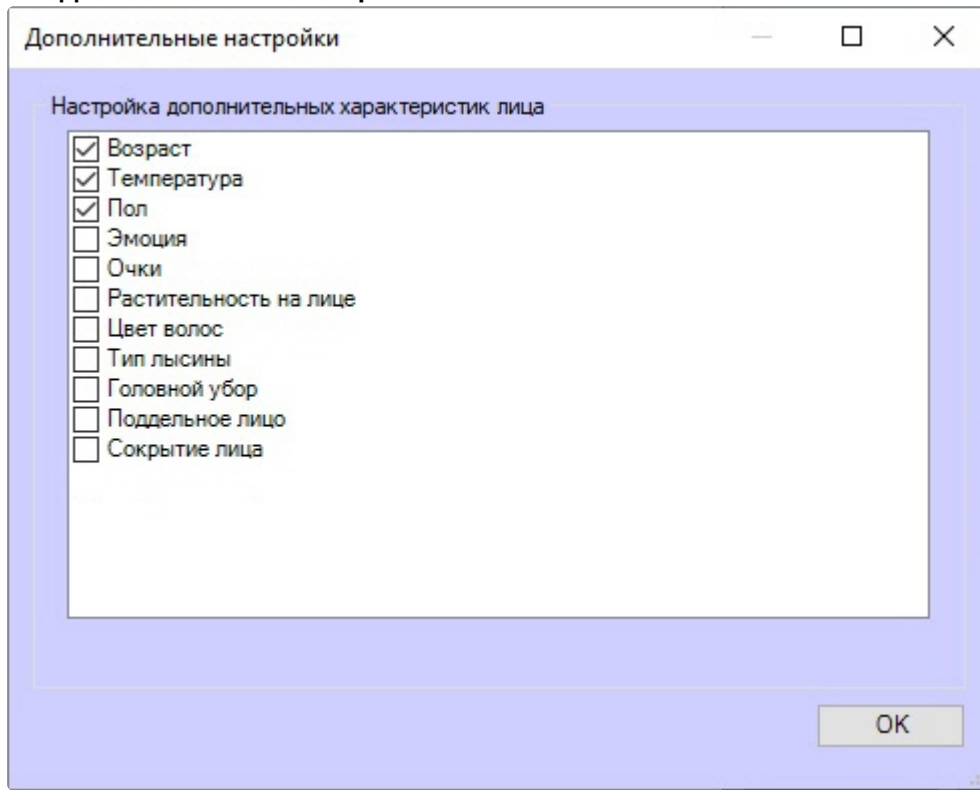 Дополнительные настройки
Настройка дополнительных характеристик лица
Возраст
Температура
Пол
Эмоция
Очки
Растительность на лице
Цвет волос
Тип лысины
Головной убор
Поддельное лицо
Сокрытие лица
OK